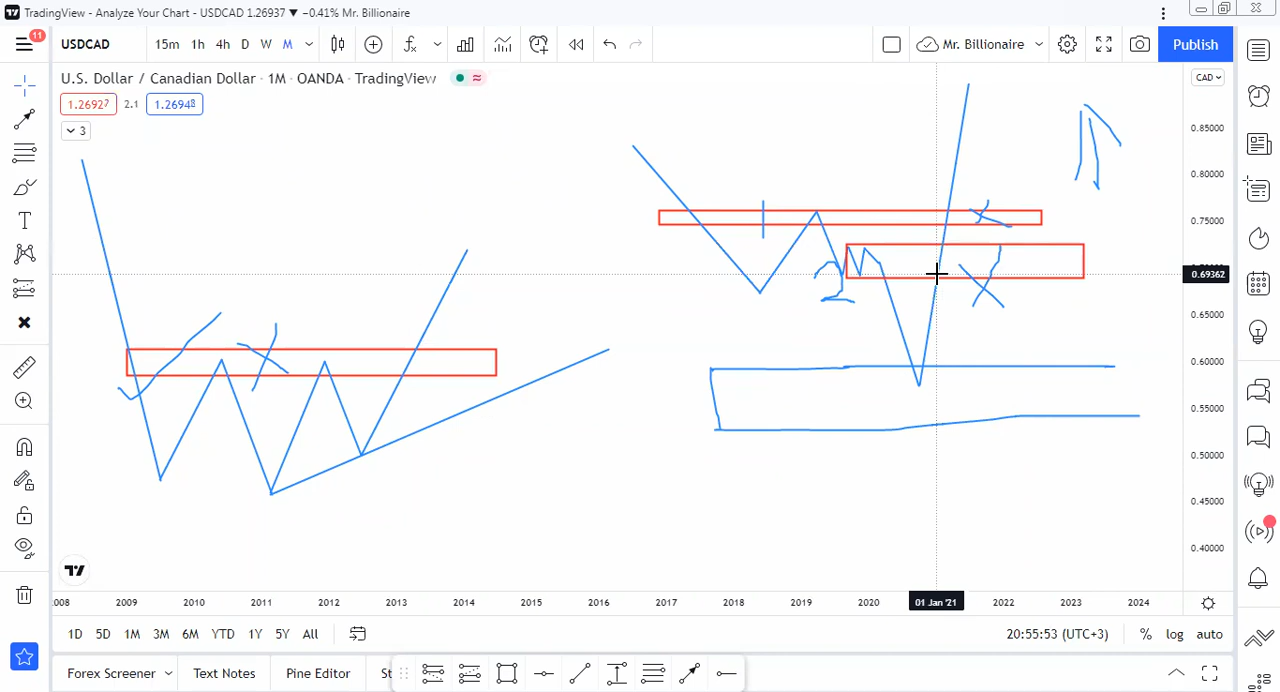 TradingView - Analyze Your Chart - USDCAD 1.26937 ▼ −0.41% Mr. Billionaire
11
USDCAD 15m 1h 4h D W M Mr. Billionaire Publish
U.S. Dollar / Canadian Dollar · 1M · OANDA · TradingView
CAD
1.26927 2.1 1.26948
3
0.85000
0.80000
0.75000
0.69362
0.65000
0.60000
0.55000
0.50000
0.45000
0.40000
2
008 2009 2010 2011 2012 2013 2014 2015 2016 2017 2018 2019 2020 01 Jan '21 2022 2023 2024
1D 5D 1M 3M 6M YTD 1Y 5Y All 20:55:53 (UTC+3) % log auto
Forex Screener Text Notes Pine Editor St